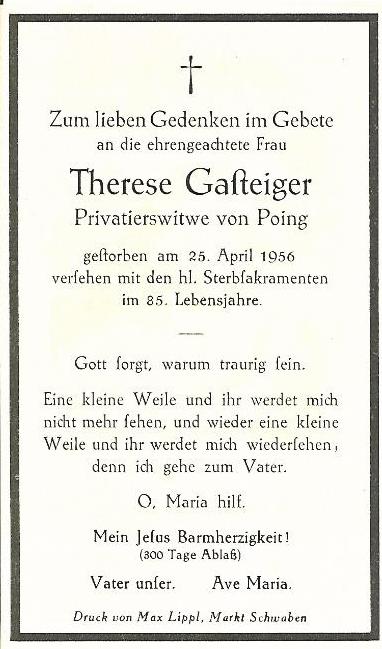 Zum lieben Gedenken im Gebete
an die ehrengeachtete Frau
Therese Gaſteiger
Privatierswitwe von Poing
geſtorben am 25. April 1956
verſehen mit den hl. Sterbſakramenten
im 85. Lebensjahre.
Gott ſorgt, warum traurig ſein.
Eine kleine Weile und ihr werdet mich
nicht mehr ſehen, und wieder eine kleine
Weile und ihr werdet mich wiederſehen,
denn ich gehe zum Vater.
O, Maria hilf.
Mein Jeſus Barmherzigkeit!
(300 Tage Ablaß)
Vater unſer. Ave Maria.
Druck von Max Lippl, Markt Schwaben